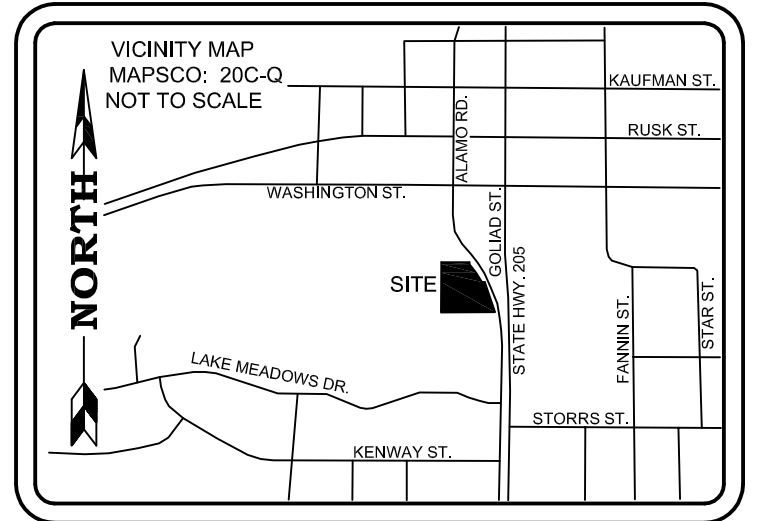 VICINITY MAP
MAPSCO: 20C-Q
NOT TO SCALE
KAUFMAN ST.
RUSK ST.
ALAMO RD.
WASHINGTON ST.
GOLIAD ST.
NORTH
SITE
STATE HWY. 205
FANNIN ST.
STAR ST.
LAKE MEADOWS DR.
STORRS ST.
KENWAY ST.